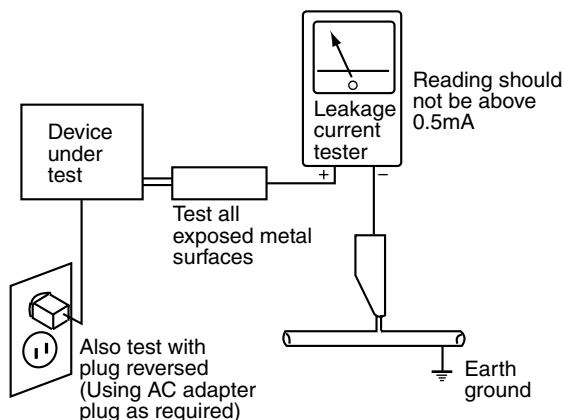 Device
under
test
Leakage
current
tester
+
−
Reading should
not be above
0.5mA
Test all
exposed metal
surfaces
Also test with
plug reversed
(Using AC adapter
plug as required)
Earth
ground